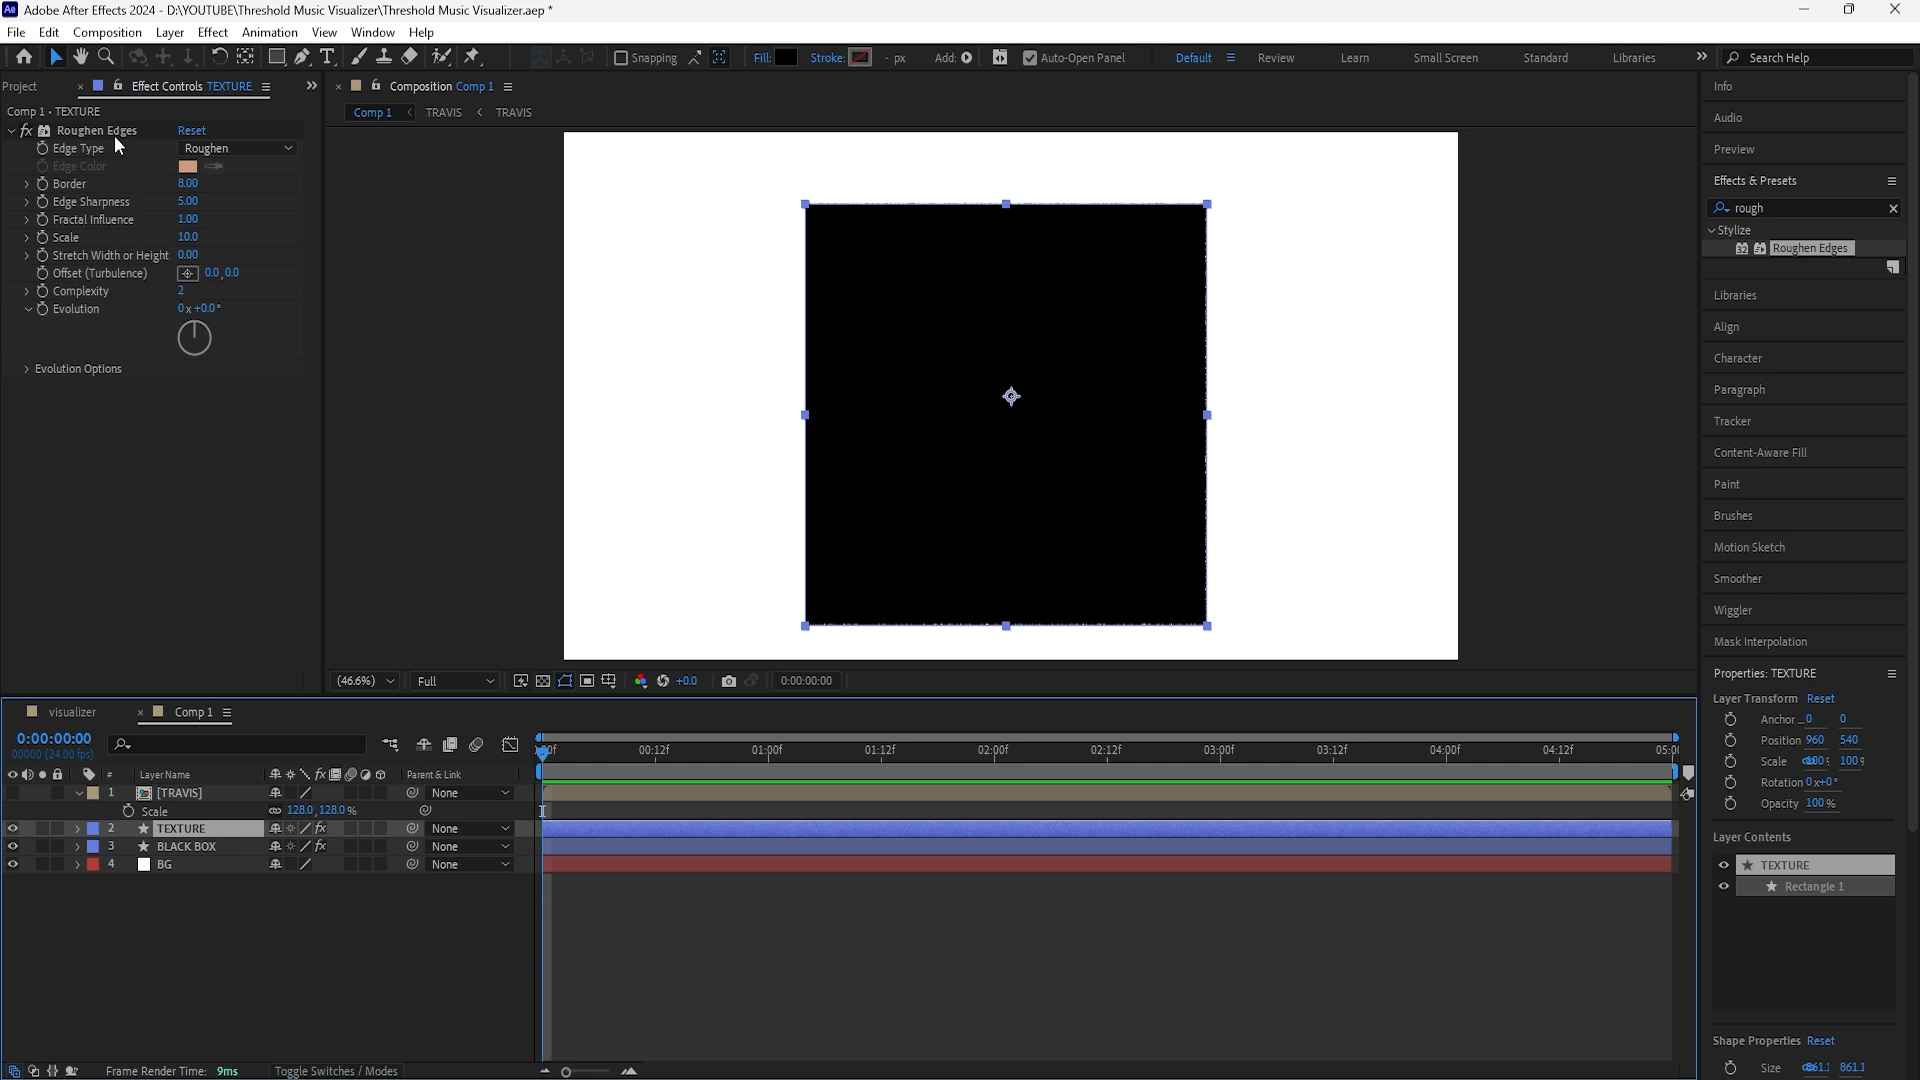 Adobe After Effects 2024 - D:\YOUTUBE\Threshold Music Visualizer\Threshold Music Visualizer.aep *
File Edit Composition Layer Effect Animation View Window Help
Snapping Fill: Stroke: - px Add: Auto-Open Panel Default Review Learn Small Screen Standard Libraries Search Help
Project Effect Controls TEXTURE Composition Comp 1 Info
Comp 1 • TEXTURE Comp 1 TRAVIS TRAVIS
Audio
fx Roughen Edges Reset
Edge Type Roughen Preview
Edge Color
Border 8.00 Effects & Presets
Edge Sharpness 5.00 rough
Fractal Influence 1.00 Stylize
Scale 10.0 32 Roughen Edges
Stretch Width or Height 0.00
Offset (Turbulence) 0.0,0.0
Complexity 2 Libraries
Evolution 0x+0.0°
Align
Character
Evolution Options
Paragraph
Tracker
Content-Aware Fill
Paint
Brushes
Motion Sketch
Smoother
Wiggler
Mask Interpolation
(46.6%) Full +0.0 0:00:00:00 Properties: TEXTURE
Layer Transform Reset
visualizer Comp 1 Anchor .. 0 0
0:00:00:00 Position 960 540
00000 (24.00 fps) 00:12f 01:00f 01:12f 02:00f 02:12f 03:00f 03:12f 04:00f 04:12f
Scale 100%
# Layer Name fx Parent & Link Rotation 0x+0°
1 [TRAVIS] None Opacity 100%
Scale 128.0,128.0%
2 TEXTURE fx None Layer Contents
3 BLACK BOX fx None TEXTURE
4 BG None Rectangle 1
Shape Properties Reset
Frame Render Time: 9ms Toggle Switches / Modes Size 861.1